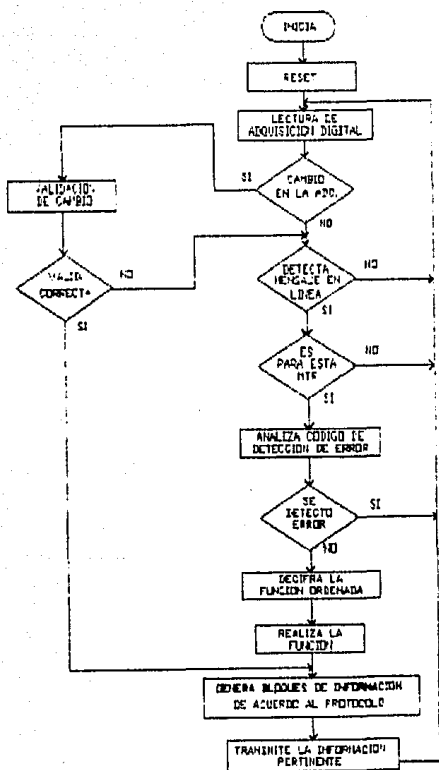 INICIA
RESET
LECTURA DE
ADQUISICION DIGITAL
SI
CAMBIO
EN LA ADQ.
NO
VALIDACION
DE CAMBIO
VALID.
CORRECTA
NO
SI
DETECTA
MENSAJE EN
LINEA
NO
SI
ES
PARA ESTA
NO
SI
ANALIZA CODIGO DE
DETECCION DE ERROR
SE
DETECTO
ERROR
SI
NO
DECIFRA LA
FUNCION ORDENADA
REALIZA LA
FUNCION
GENERA BLOQUES DE INFORMACION
DE ACUERDO AL PROTOCOLO
TRANSMITE LA INFORMACION
PERTINENTE